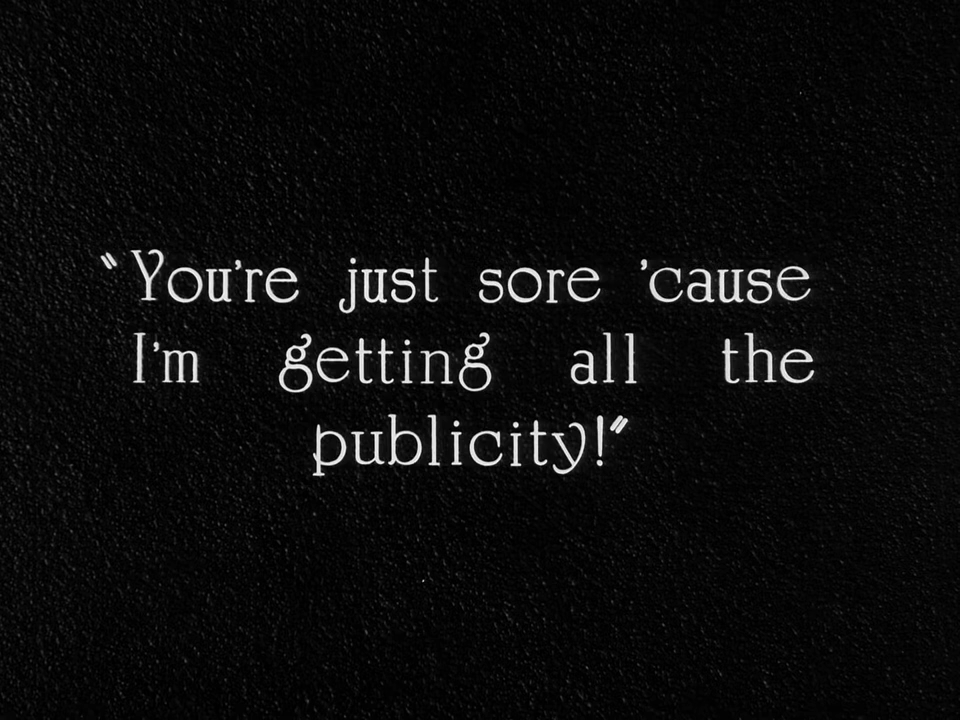 “You’re just sore ’cause
I’m getting all the
publicity!”